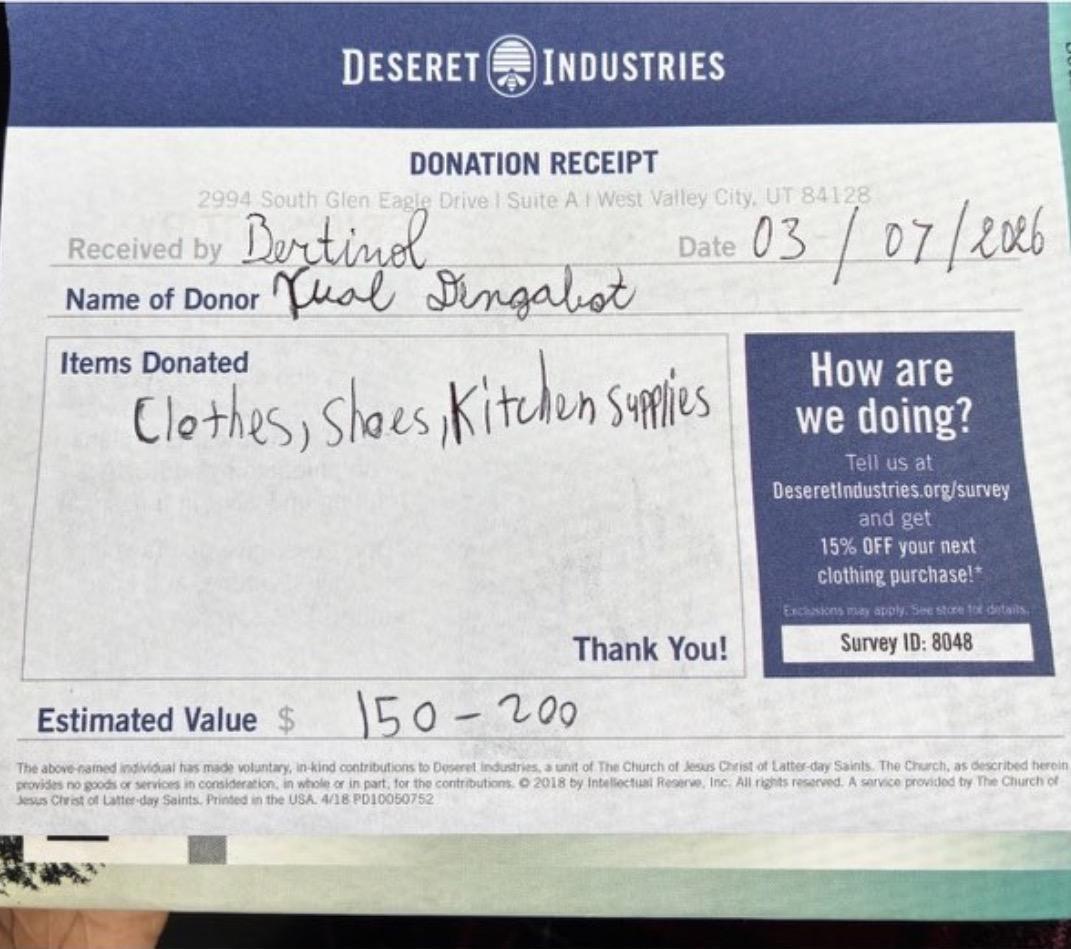 DESERET INDUSTRIES
DONATION RECEIPT
2994 South Glen Eagle Drive | Suite A | West Valley City, UT 84128
Received by Bertinol Date 03 / 07 / 2026
Name of Donor Dengabot
Items Donated
Clothes, Shoes, Kitchen Supplies
Thank You!
How are
we doing?
Tell us at
DeseretIndustries.org/survey
and get
15% OFF your next
clothing purchase!*
Exclusions may apply. See store for details.
Survey ID: 8048
Estimated Value $ 150 - 200
The above-named individual has made voluntary, in-kind contributions to Deseret Industries, a unit of The Church of Jesus Christ of Latter-day Saints. The Church, as described herein
provides no goods or services in consideration, in whole or in part, for the contributions. © 2018 by Intellectual Reserve, Inc. All rights reserved. A service provided by The Church of
Jesus Christ of Latter-day Saints. Printed in the USA. 4/18 PD10050752